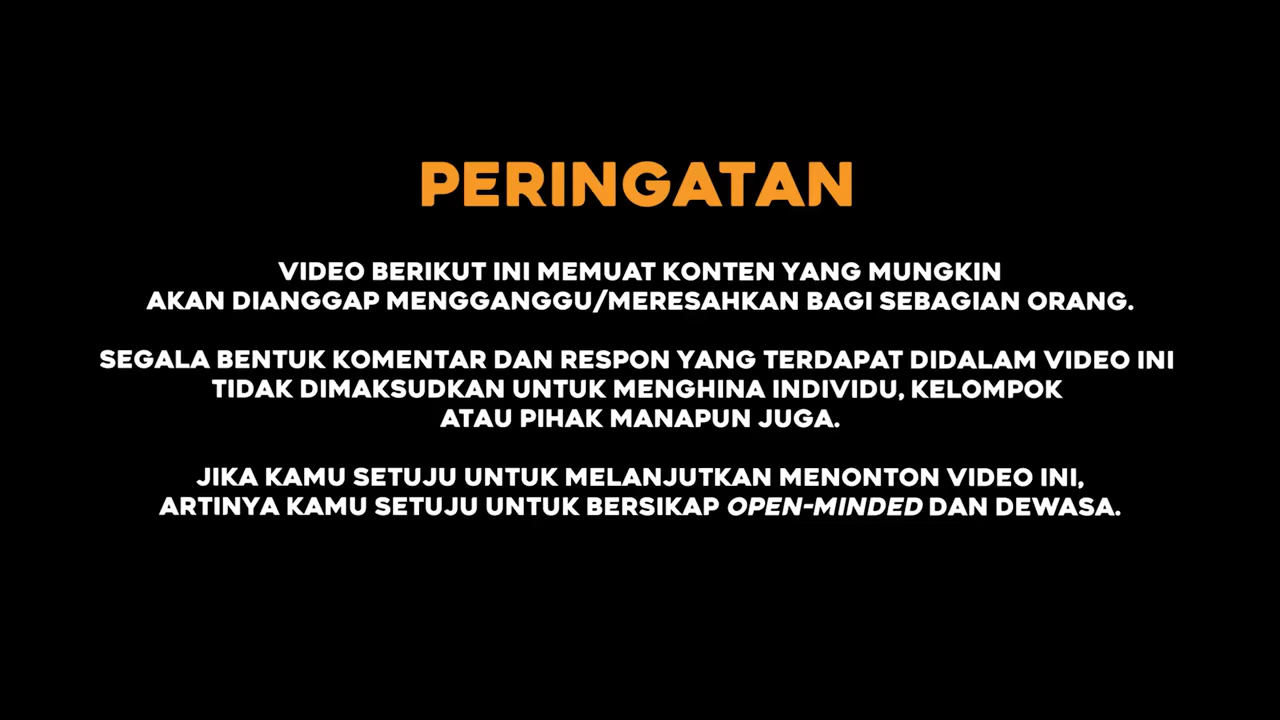 PERINGATAN
VIDEO BERIKUT INI MEMUAT KONTEN YANG MUNGKIN
AKAN DIANGGAP MENGGANGGU/MERESAHKAN BAGI SEBAGIAN ORANG.
SEGALA BENTUK KOMENTAR DAN RESPON YANG TERDAPAT DIDALAM VIDEO INI
TIDAK DIMAKSUDKAN UNTUK MENGHINA INDIVIDU, KELOMPOK
ATAU PIHAK MANAPUN JUGA.
JIKA KAMU SETUJU UNTUK MELANJUTKAN MENONTON VIDEO INI,
ARTINYA KAMU SETUJU UNTUK BERSIKAP OPEN-MINDED DAN DEWASA.